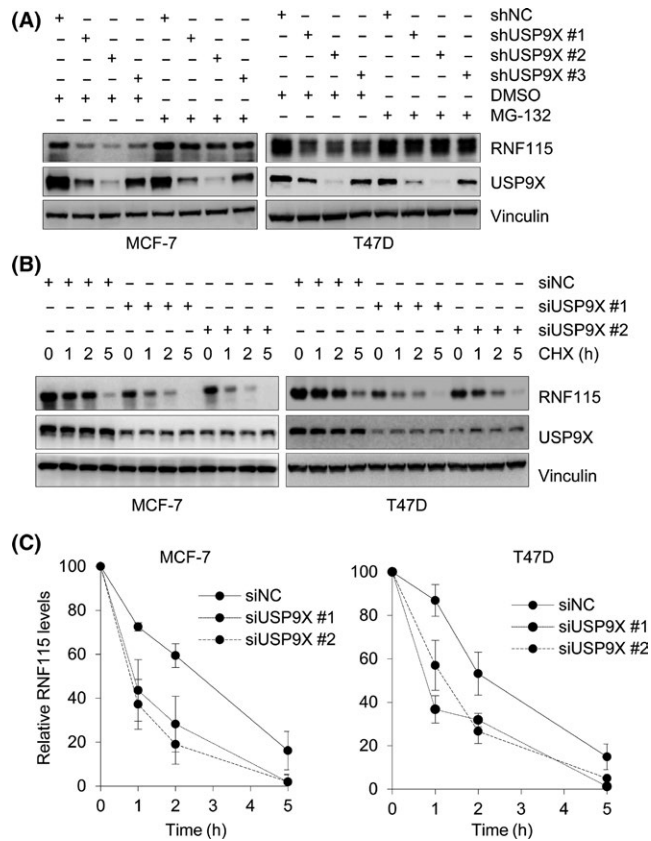 (A)
+ – – – + – – – + – – – + – – – shNC
– + – – – + – – – + – – – + – – shUSP9X #1
– – + – – – + – – – + – – – + – shUSP9X #2
– – – + – – – + – – – + – – – + shUSP9X #3
+ + + + – – – – + + + + – – – – DMSO
– – – – + + + + – – – – + + + + MG-132
RNF115
USP9X
Vinculin
MCF-7 T47D
(B)
+ + + + – – – – – – – – + + + + – – – – – – – – siNC
– – – – + + + + – – – – – – – – + + + + – – – – siUSP9X #1
– – – – – – – – + + + + – – – – – – – – + + + + siUSP9X #2
0 1 2 5 0 1 2 5 0 1 2 5 CHX (h) 0 1 2 5 0 1 2 5 0 1 2 5
RNF115
USP9X
Vinculin
MCF-7 T47D
(C)
MCF-7
Relative RNF115 levels
100
80
60
40
20
0
siNC
siUSP9X #1
siUSP9X #2
0 1 2 5
Time (h)
T47D
100
80
60
40
20
0
siNC
siUSP9X #1
siUSP9X #2
0 1 2 5
Time (h)